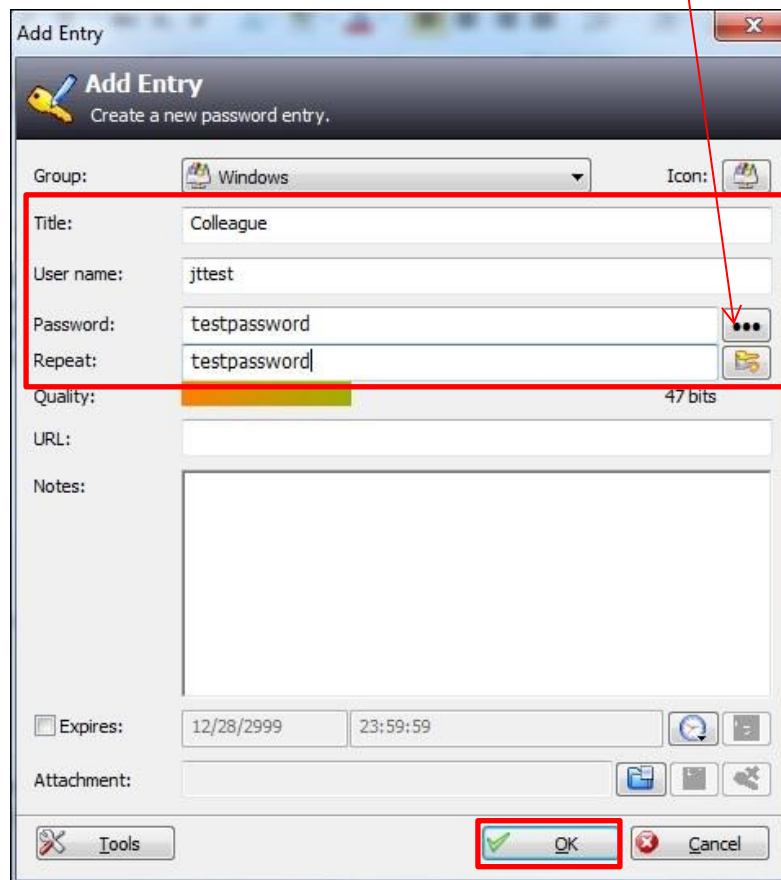 Add Entry
Add Entry
Create a new password entry.
Group: Windows Icon:
Title: Colleague
User name: jttest
Password: testpassword
Repeat: testpassword
Quality: 47 bits
URL:
Notes:
Expires: 12/28/2999 23:59:59
Attachment:
Tools OK Cancel